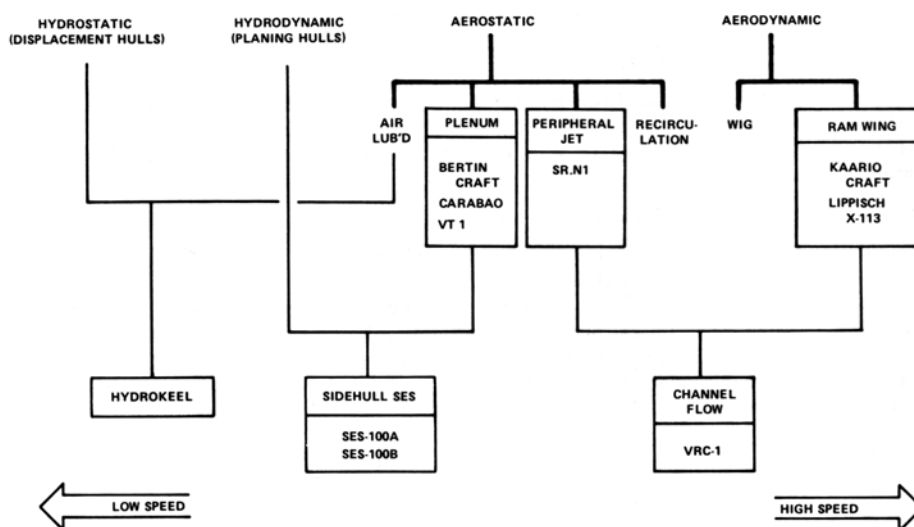 HYDROSTATIC
(DISPLACEMENT HULLS)
HYDRODYNAMIC
(PLANING HULLS)
AEROSTATIC
AERODYNAMIC
AIR
LUB'D
PLENUM
BERTIN
CRAFT
CARABAO
VT 1
PERIPHERAL
JET
SR.N1
RECIRCU-
LATION
WIG
RAM WING
KAARIO
CRAFT
LIPPISCH
X-113
HYDROKEEL
SIDEHULL SES
SES-100A
SES-100B
CHANNEL
FLOW
VRC-1
LOW SPEED
HIGH SPEED